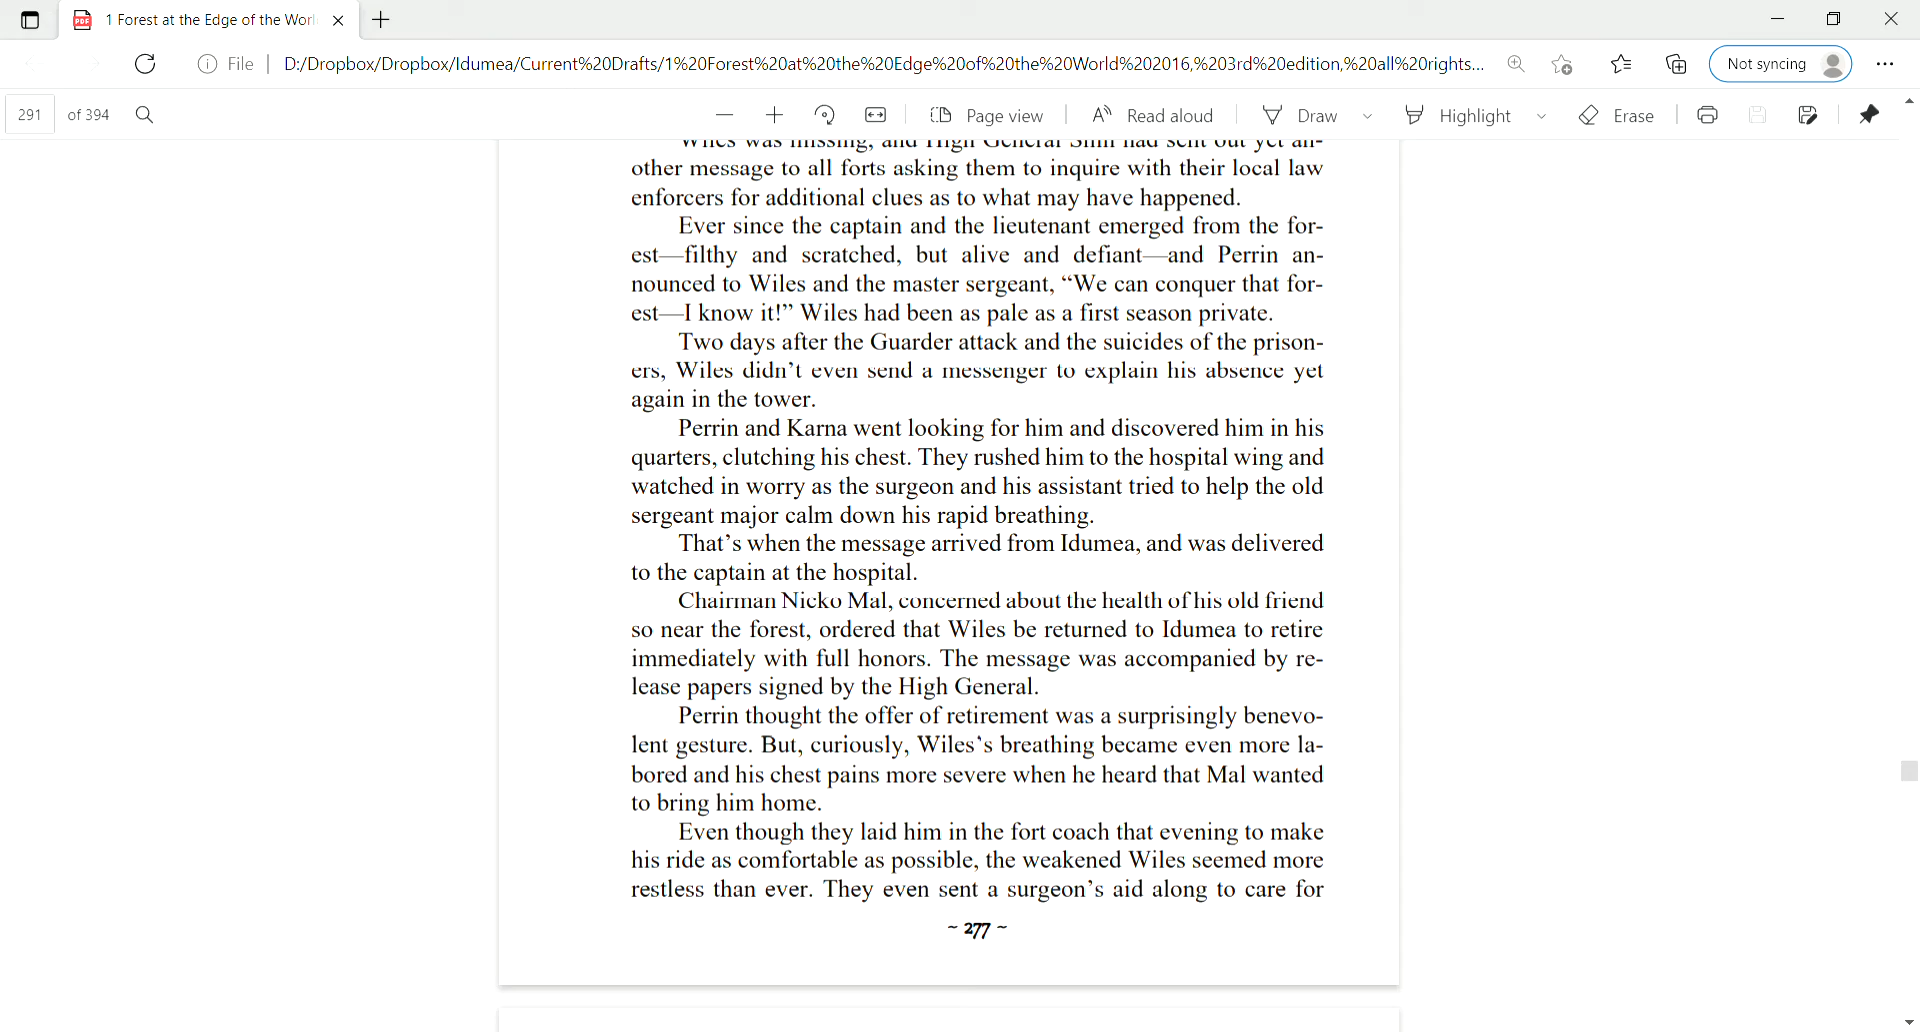 1 Forest at the Edge of the Worl
File
D:/Dropbox/Dropbox/Idumea/Current%20Drafts/1%20Forest%20at%20the%20Edge%20of%20the%20World%202016,%203rd%20edition,%20all%20rights...
Not syncing
291 of 394
Page view
Read aloud
Draw
Highlight
Erase
Wiles was missing, and High General Shin had sent out yet an-
other message to all forts asking them to inquire with their local law
enforcers for additional clues as to what may have happened.
Ever since the captain and the lieutenant emerged from the for-
est—filthy and scratched, but alive and defiant—and Perrin an-
nounced to Wiles and the master sergeant, “We can conquer that for-
est—I know it!” Wiles had been as pale as a first season private.
Two days after the Guarder attack and the suicides of the prison-
ers, Wiles didn’t even send a messenger to explain his absence yet
again in the tower.
Perrin and Karna went looking for him and discovered him in his
quarters, clutching his chest. They rushed him to the hospital wing and
watched in worry as the surgeon and his assistant tried to help the old
sergeant major calm down his rapid breathing.
That’s when the message arrived from Idumea, and was delivered
to the captain at the hospital.
Chairman Nicko Mal, concerned about the health of his old friend
so near the forest, ordered that Wiles be returned to Idumea to retire
immediately with full honors. The message was accompanied by re-
lease papers signed by the High General.
Perrin thought the offer of retirement was a surprisingly benevo-
lent gesture. But, curiously, Wiles‘s breathing became even more la-
bored and his chest pains more severe when he heard that Mal wanted
to bring him home.
Even though they laid him in the fort coach that evening to make
his ride as comfortable as possible, the weakened Wiles seemed more
restless than ever. They even sent a surgeon’s aid along to care for
~ 277 ~